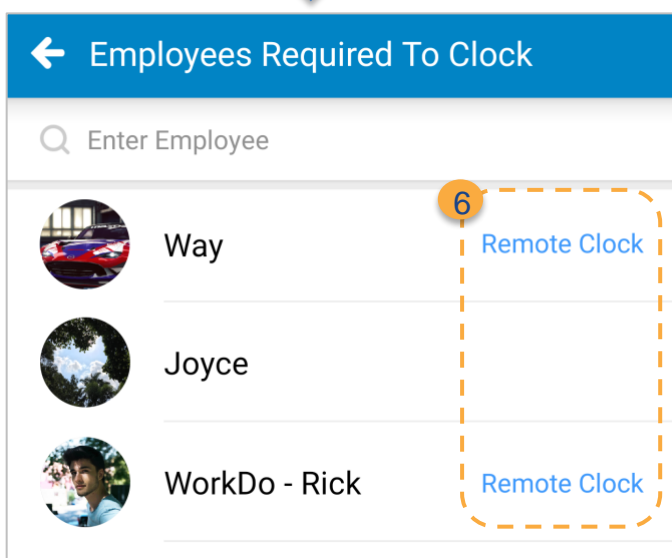 Employees Required To Clock
Enter Employee
6
Way Remote Clock
Joyce
WorkDo - Rick Remote Clock